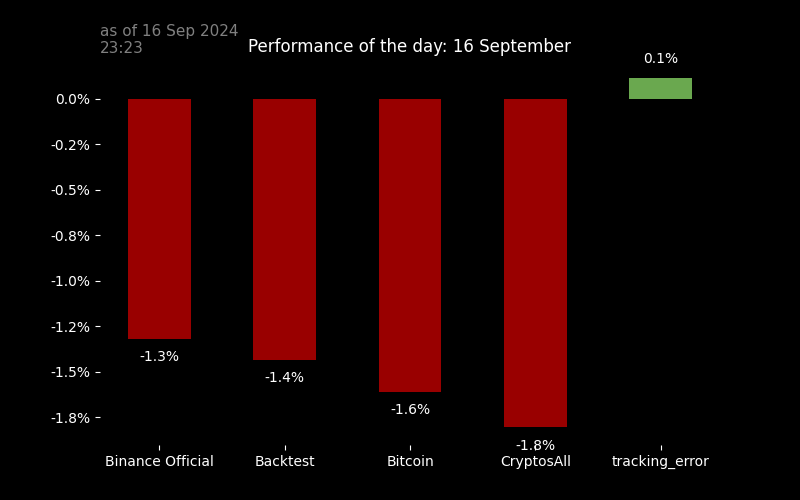 as of 16 Sep 2024
23:23
Performance of the day: 16 September
0.1%
0.0%
-0.2%
-0.5%
-0.8%
-1.0%
-1.2%
-1.5%
-1.8%
-1.3%
-1.4%
-1.6%
-1.8%
Binance Official
Backtest
Bitcoin
CryptosAll
tracking_error